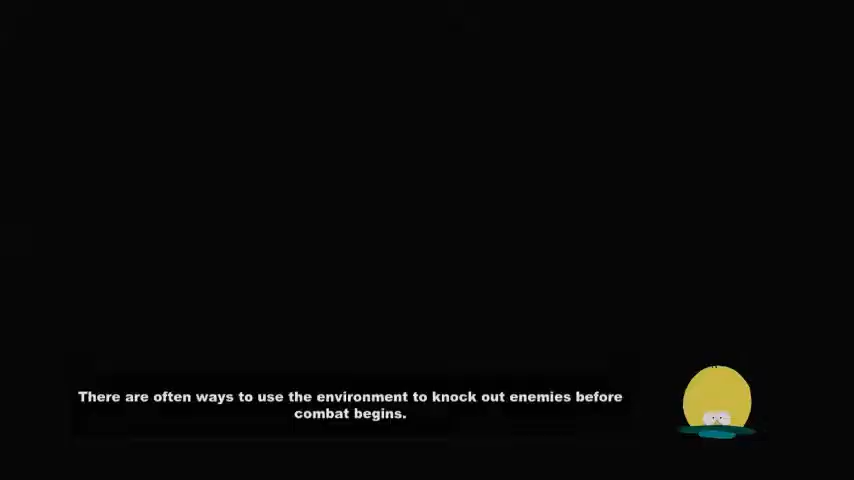 There are often ways to use the environment to knock out enemies before
combat begins.